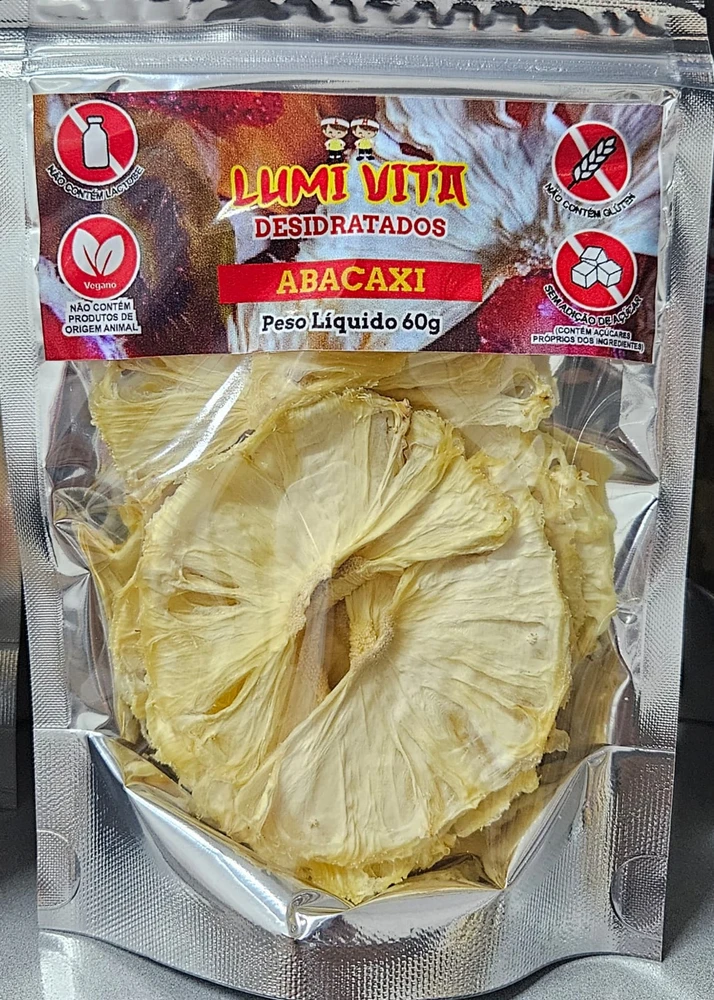 NÃO CONTÉM LACTOSE
LUMI VITA
DESIDRATADOS
NÃO CONTÉM GLÚTEN
Vegano
NÃO CONTÉM
PRODUTOS DE
ORIGEM ANIMAL
ABACAXI
Peso Líquido 60g
SEM ADIÇÃO DE AÇÚCAR
(CONTÉM AÇÚCARES
PRÓPRIOS DOS INGREDIENTES)